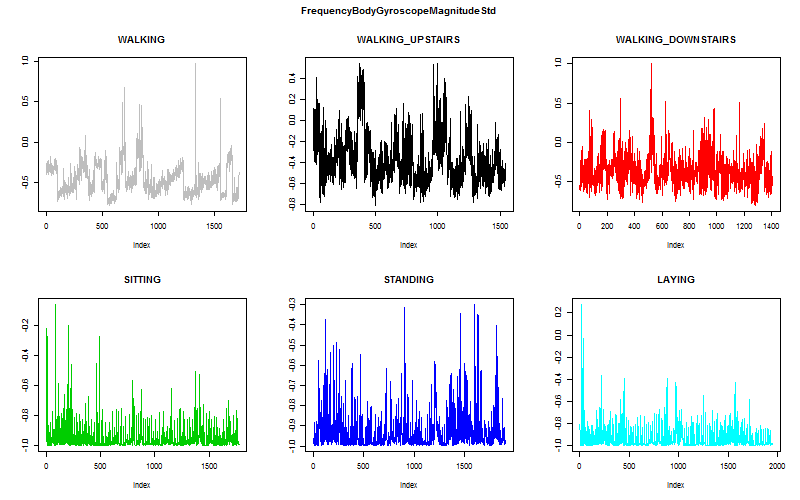 FrequencyBodyGyroscopeMagnitudeStd
WALKING
WALKING_UPSTAIRS
WALKING_DOWNSTAIRS
1.0
0.5
0.0
-0.5
0.4
0.2
0.0
-0.2
-0.4
-0.6
-0.8
1.0
0.5
0.0
-0.5
0 500 1000 1500
0 500 1000 1500
0 200 400 600 800 1000 1200 1400
Index
Index
Index
SITTING
STANDING
LAYING
-0.2
-0.4
-0.6
-0.8
-1.0
-0.3
-0.4
-0.5
-0.6
-0.7
-0.8
-0.9
-1.0
0.2
0.0
-0.2
-0.4
-0.6
-0.8
-1.0
0 500 1000 1500
0 500 1000 1500
0 500 1000 1500 2000
Index
Index
Index